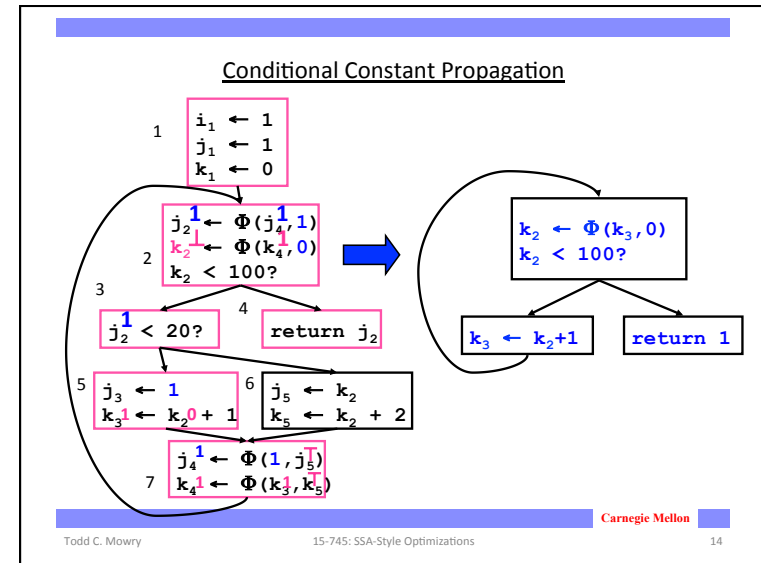 Conditional Constant Propagation
1
i₁ ← 1
j₁ ← 1
k₁ ← 0
2
j₂ 1 ← Φ(j₄ 1,1)
k₂ ⊥ ← Φ(k₄ 1,0)
k₂ < 100?
3
j₂ 1 < 20?
4
return j₂
5
j₃ ← 1
k₃ 1 ← k₂ 0 + 1
6
j₅ ← k₂
k₅ ← k₂ + 2
7
j₄ 1 ← Φ(1,j₅ ⊤)
k₄ 1 ← Φ(k₃ 1,k₅ ⊤)
k₂ ← Φ(k₃,0)
k₂ < 100?
k₃ ← k₂+1
return 1
Carnegie Mellon
Todd C. Mowry
15-745: SSA-Style Optimizations
14